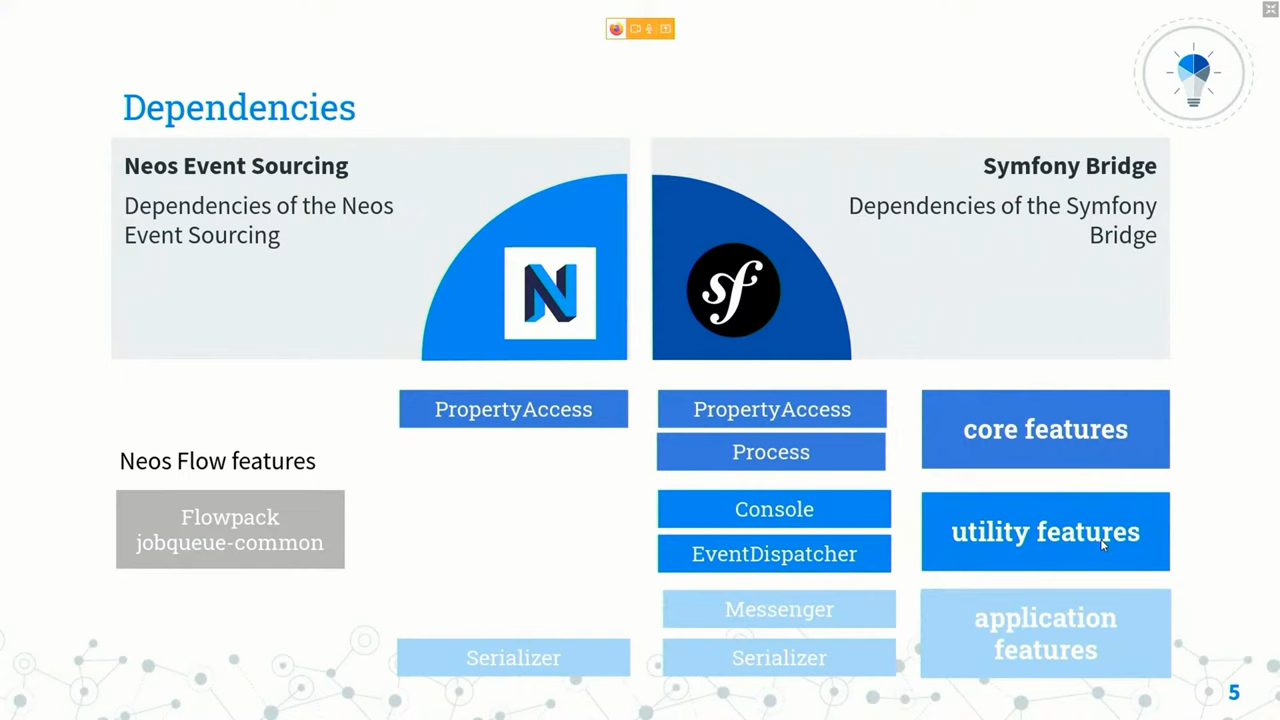 Dependencies
Neos Event Sourcing
Dependencies of the Neos
Event Sourcing
Symfony Bridge
Dependencies of the Symfony
Bridge
N
sf
PropertyAccess
PropertyAccess
Process
core features
Neos Flow features
Flowpack
jobqueue-common
Console
EventDispatcher
utility features
Messenger
Serializer
Serializer
application
features
5